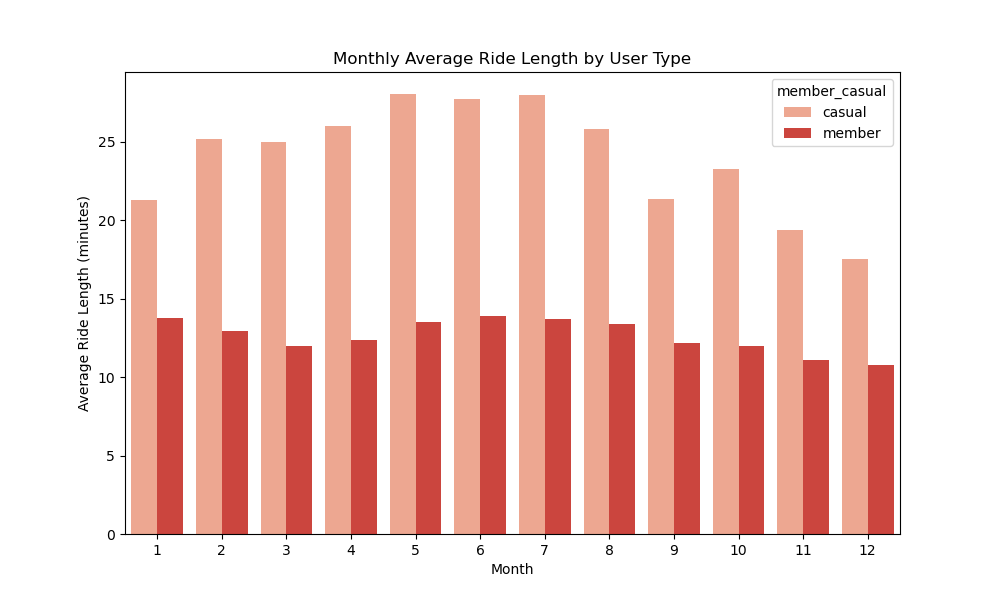 Monthly Average Ride Length by User Type
member_casual
casual
member
Average Ride Length (minutes)
25
20
15
10
5
0
1 2 3 4 5 6 7 8 9 10 11 12
Month